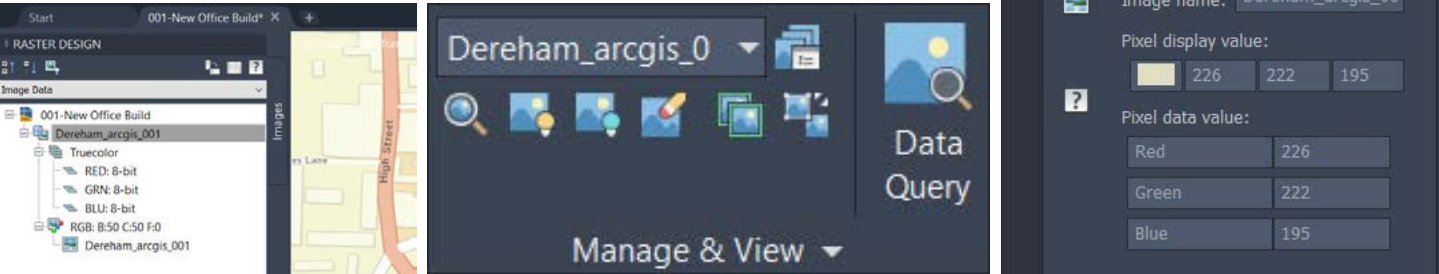 Start
001-New Office Build*
RASTER DESIGN
Image Data
001-New Office Build
Dereham_arcgis_001
Truecolor
RED: 8-bit
GRN: 8-bit
BLU: 8-bit
RGB: B:50 C:50 F:0
Dereham_arcgis_001
Images
High Street
Lane
Dereham_arcgis_0
Data
Query
Manage & View
Image name:
Pixel display value:
226 222 195
?
Pixel data value:
Red 226
Green 222
Blue 195